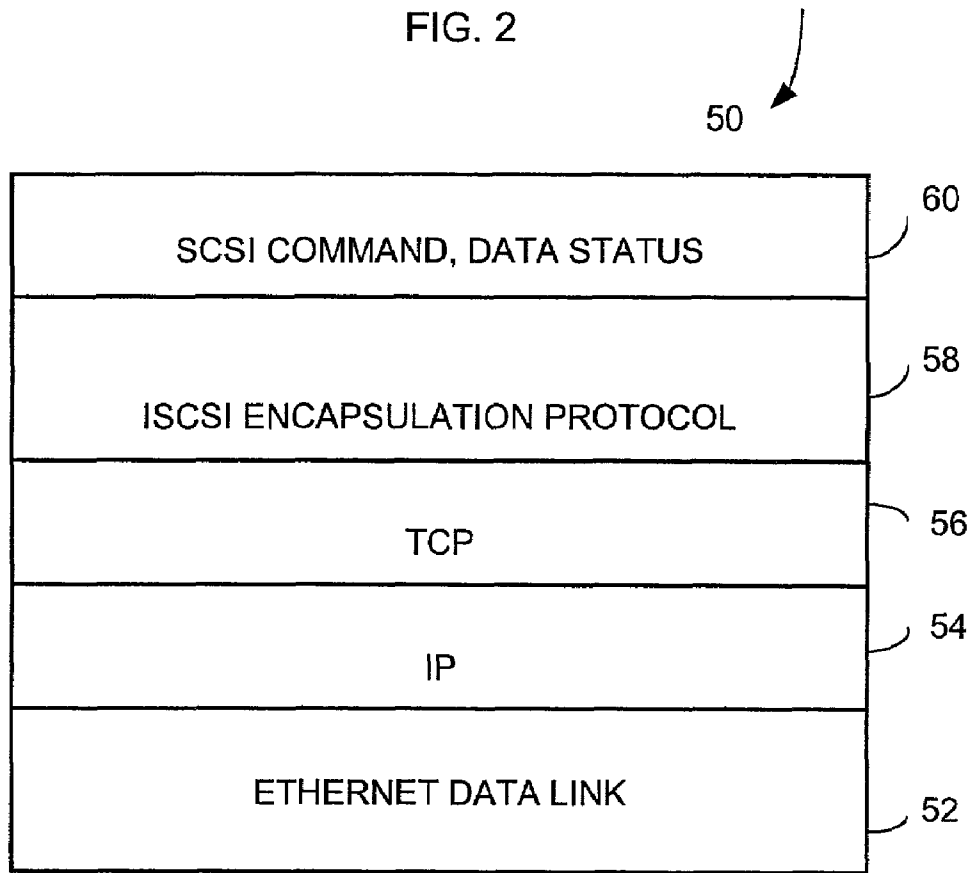 FIG. 2
50
60
SCSI COMMAND, DATA STATUS
58
ISCSI ENCAPSULATION PROTOCOL
56
TCP
54
IP
ETHERNET DATA LINK
52